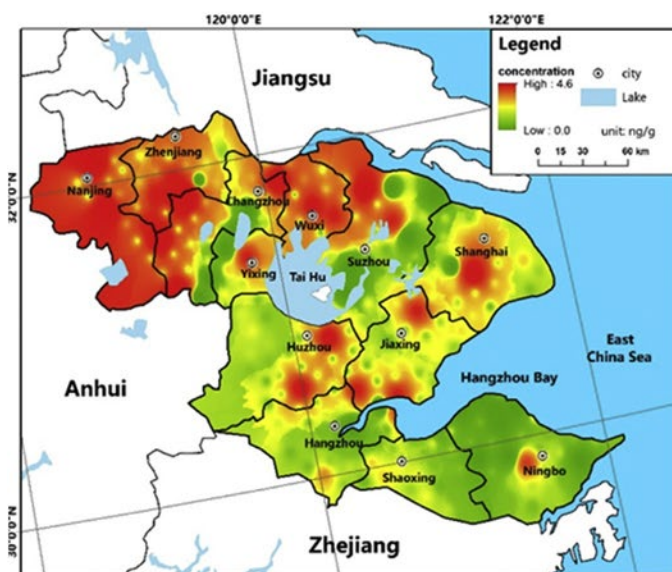 120°0'0"E
122°0'0"E
Legend
concentration
High : 4.6
Low : 0.0
city
Lake
unit: ng/g
0 15 30 60 km
Jiangsu
32°0'0"N
Zhenjiang
Nanjing
Changzhou
Wuxi
Shanghai
Suzhou
Yixing
Tai Hu
Huzhou
Jiaxing
East
China Sea
Anhui
Hangzhou Bay
Hangzhou
Shaoxing
Ningbo
30°0'0"N
Zhejiang